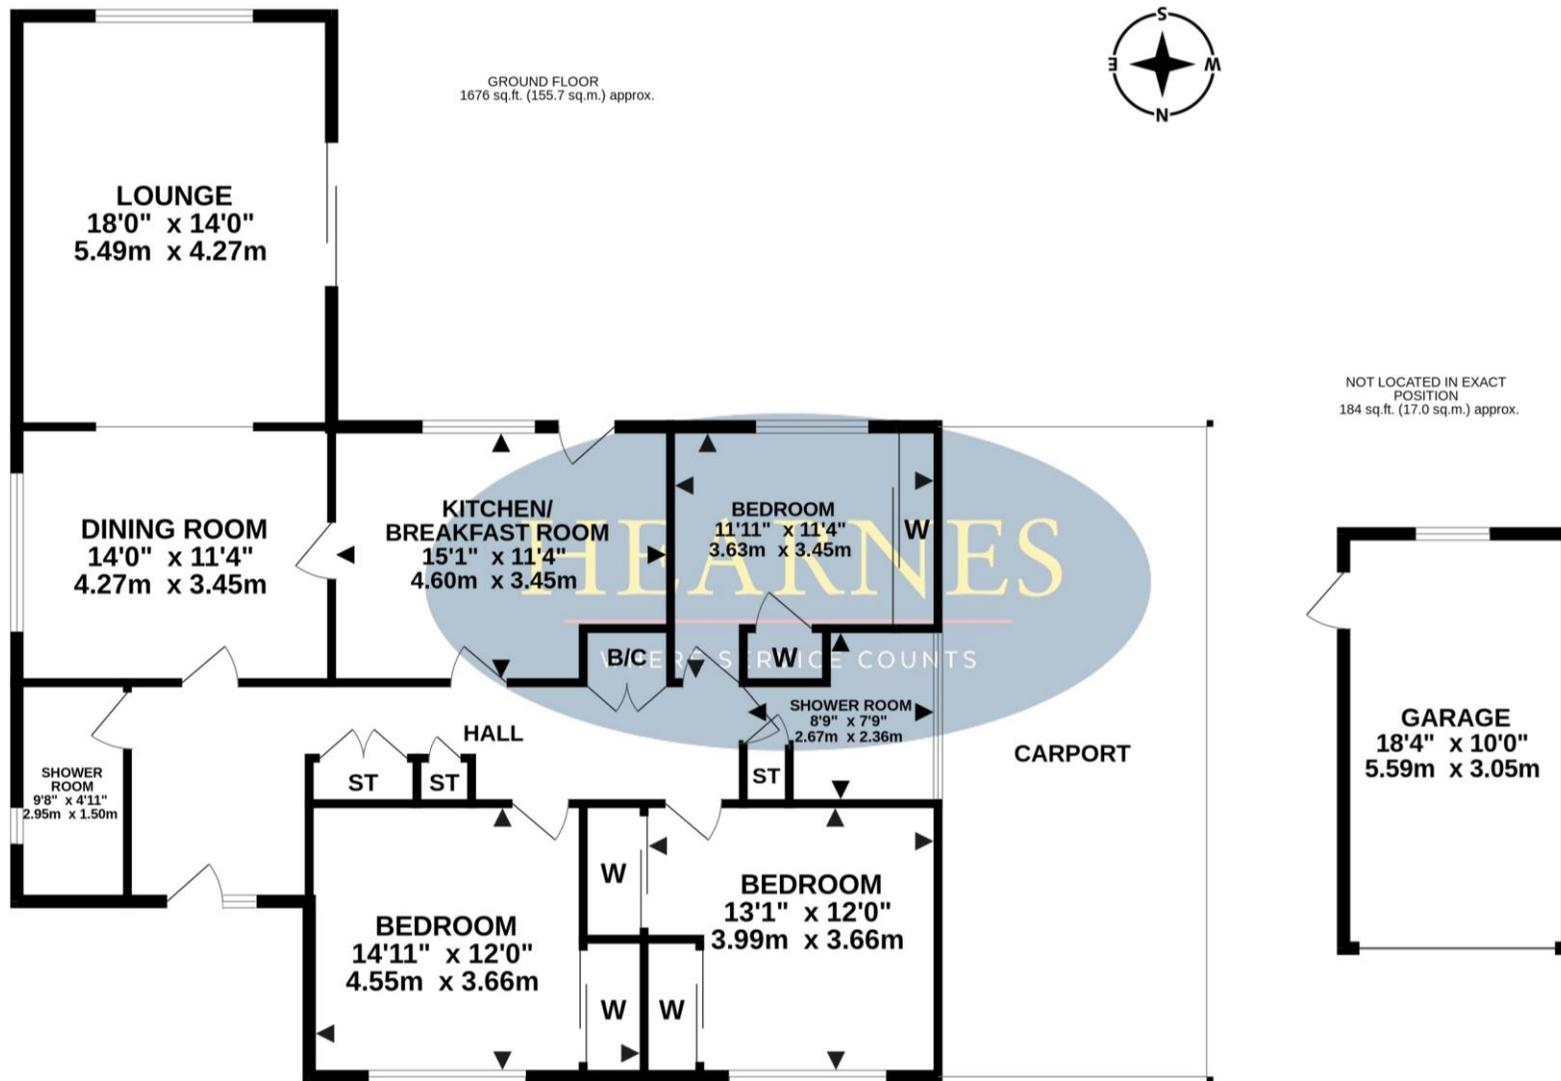 S
E W
N
GROUND FLOOR
1676 sq.ft. (155.7 sq.m.) approx.
LOUNGE
18'0" x 14'0"
5.49m x 4.27m
NOT LOCATED IN EXACT
POSITION
184 sq.ft. (17.0 sq.m.) approx.
DINING ROOM
14'0" x 11'4"
4.27m x 3.45m
KITCHEN/
BREAKFAST ROOM
15'1" x 11'4"
4.60m x 3.45m
BEDROOM
11'11" x 11'4"
3.63m x 3.45m
W
HEARNES
WHERE SERVICE COUNTS
B/C
W
SHOWER ROOM
8'9" x 7'9"
2.67m x 2.36m
HALL
CARPORT
SHOWER
ROOM
9'8" x 4'11"
2.95m x 1.50m
ST
ST
ST
GARAGE
18'4" x 10'0"
5.59m x 3.05m
W
BEDROOM
14'11" x 12'0"
4.55m x 3.66m
BEDROOM
13'1" x 12'0"
3.99m x 3.66m
W
W